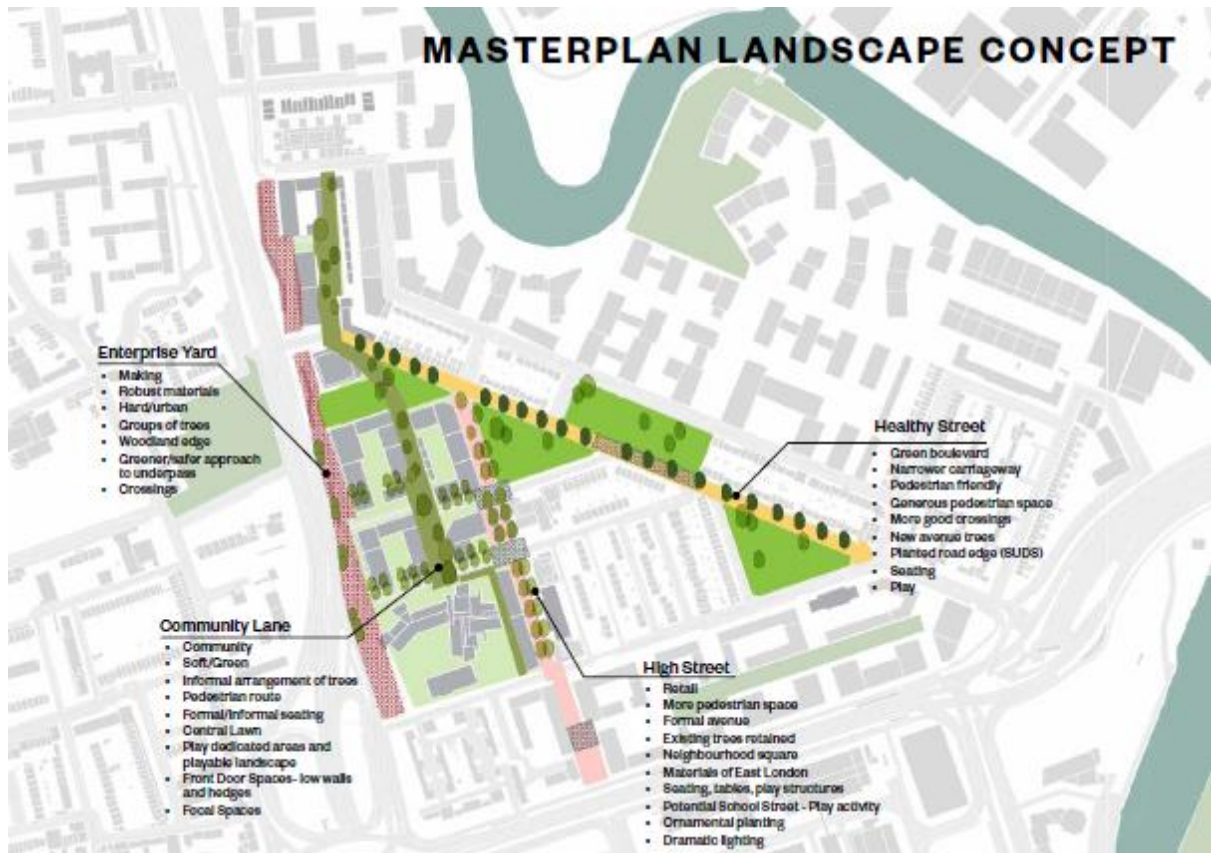 MASTERPLAN LANDSCAPE CONCEPT
Enterprise Yard
• Making
• Robust materials
• Hard/urban
• Groups of trees
• Woodland edge
• Greener/safer approach
to underpass
• Crossings
Healthy Street
• Green boulevard
• Narrower carriageway
• Pedestrian friendly
• Generous pedestrian space
• More good crossings
• New avenue trees
• Planted road edge (SUDS)
• Seating
• Play
Community Lane
• Community
• Soft/Green
• Informal arrangement of trees
• Pedestrian route
• Formal/Informal seating
• Central Lawn
• Play dedicated areas and
playable landscape
• Front Door Spaces- low walls
and hedges
• Focal Spaces
High Street
• Retail
• More pedestrian space
• Formal avenue
• Existing trees retained
• Neighbourhood square
• Materials of East London
• Seating, tables, play structures
• Potential School Street - Play activity
• Ornamental planting
• Dramatic lighting